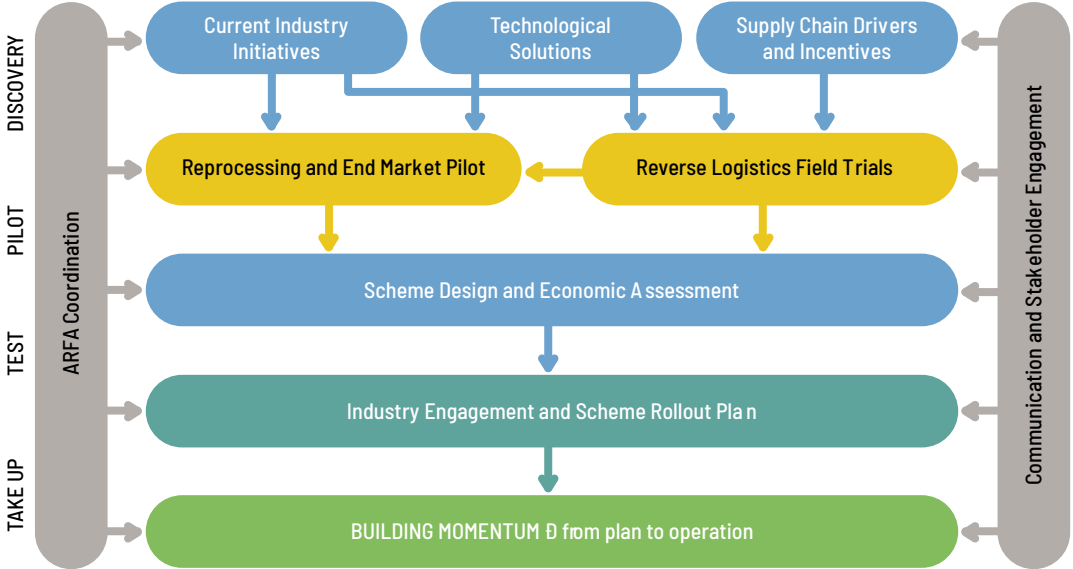 DISCOVERY
PILOT
TEST
TAKE UP
ARFA Coordination
Current Industry
Initiatives
Technological
Solutions
Supply Chain Drivers
and Incentives
Reprocessing and End Market Pilot
Reverse Logistics Field Trials
Scheme Design and Economic A ssessment
Industry Engagement and Scheme Rollout Pla n
BUILDING MOMENTUM Ð from plan to operation
Communication and Stakeholder Engagement